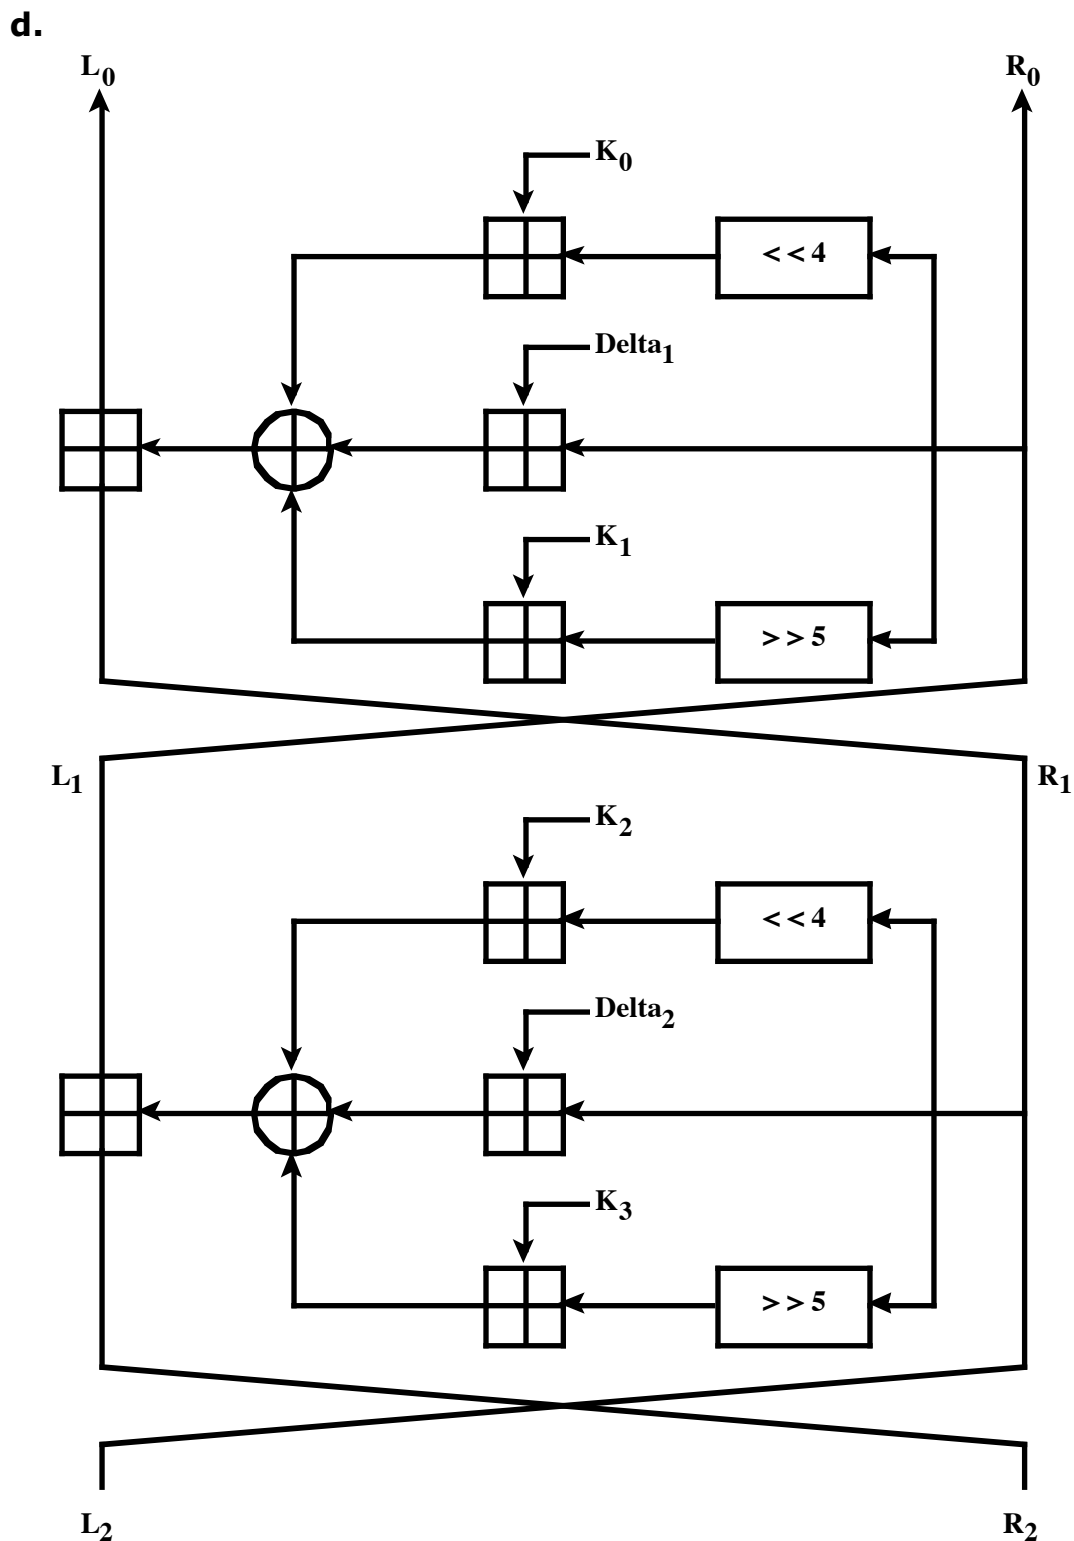 d.
L0 R0
K0
<<4
Delta1
K1
>>5
L1 R1
K2
<<4
Delta2
K3
>>5
L2 R2